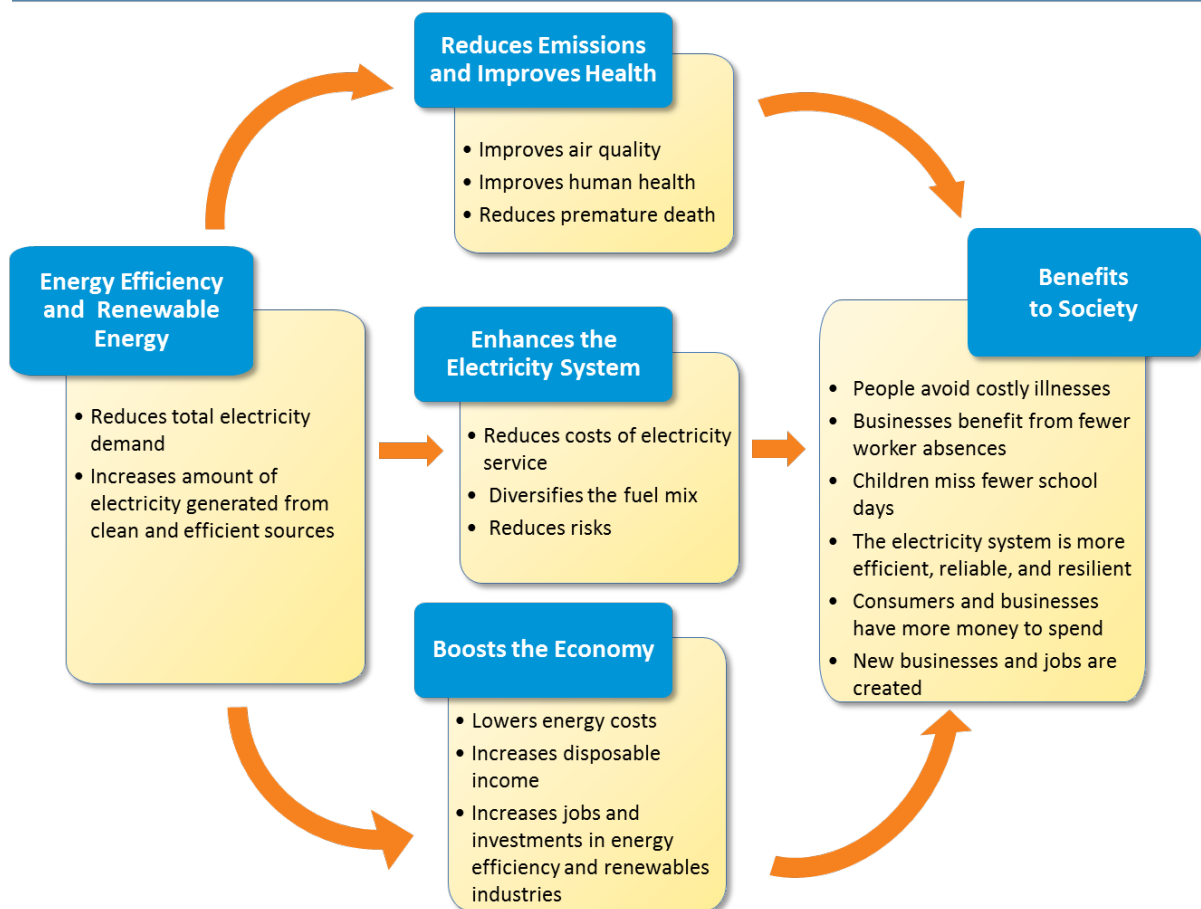 Reduces Emissions
and Improves Health
• Improves air quality
• Improves human health
• Reduces premature death
Energy Efficiency
and Renewable
Energy
• Reduces total electricity
demand
• Increases amount of
electricity generated from
clean and efficient sources
Enhances the
Electricity System
• Reduces costs of electricity
service
• Diversifies the fuel mix
• Reduces risks
Boosts the Economy
• Lowers energy costs
• Increases disposable
income
• Increases jobs and
investments in energy
efficiency and renewables
industries
Benefits
to Society
• People avoid costly illnesses
• Businesses benefit from fewer
worker absences
• Children miss fewer school
days
• The electricity system is more
efficient, reliable, and resilient
• Consumers and businesses
have more money to spend
• New businesses and jobs are
created